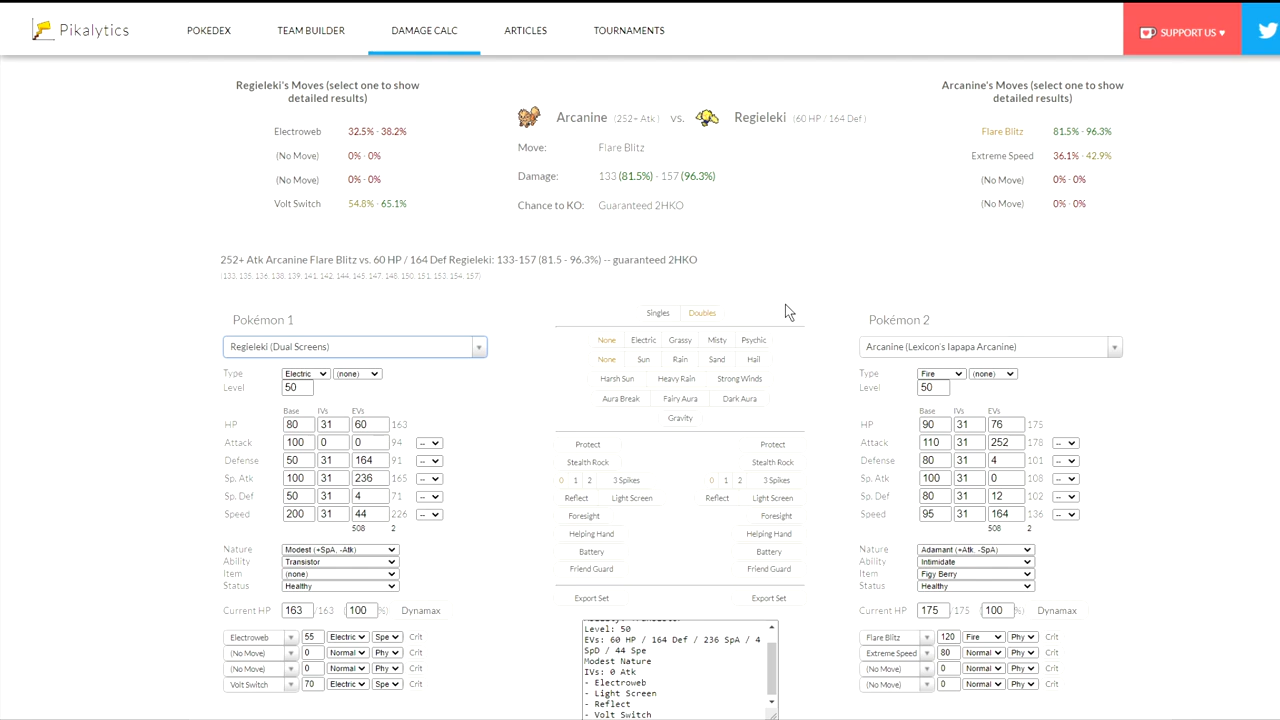 Pikalytics
POKEDEX
TEAM BUILDER
DAMAGE CALC
ARTICLES
TOURNAMENTS
SUPPORT US ♥
Regieleki's Moves (select one to show
detailed results)
Electroweb 32.5% - 38.2%
(No Move) 0% - 0%
(No Move) 0% - 0%
Volt Switch 54.8% - 65.1%
Arcanine (252+ Atk) vs. Regieleki (60 HP / 164 Def)
Move: Flare Blitz
Damage: 133 (81.5%) - 157 (96.3%)
Chance to KO: Guaranteed 2HKO
Arcanine's Moves (select one to show
detailed results)
Flare Blitz 81.5% - 96.3%
Extreme Speed 36.1% - 42.9%
(No Move) 0% - 0%
(No Move) 0% - 0%
252+ Atk Arcanine Flare Blitz vs. 60 HP / 164 Def Regieleki: 133-157 (81.5 - 96.3%) -- guaranteed 2HKO
(133, 135, 136, 138, 139, 141, 142, 144, 145, 147, 148, 150, 151, 153, 154, 157)
Pokémon 1
Regieleki (Dual Screens)
Type Electric (none)
Level 50
Base IVs EVs
HP 80 31 60 163
Attack 100 0 0 94 --
Defense 50 31 164 91 --
Sp. Atk 100 31 236 165 --
Sp. Def 50 31 4 71 --
Speed 200 31 44 226 --
508 2
Nature Modest (+SpA, -Atk)
Ability Transistor
Item (none)
Status Healthy
Current HP 163 /163 (100 %) Dynamax
Electroweb 55 Electric Spe Crit
(No Move) 0 Normal Phy Crit
(No Move) 0 Normal Phy Crit
Volt Switch 70 Electric Spe Crit
Singles Doubles
None Electric Grassy Misty Psychic
None Sun Rain Sand Hail
Harsh Sun Heavy Rain Strong Winds
Aura Break Fairy Aura Dark Aura
Gravity
Protect Protect
Stealth Rock Stealth Rock
0 1 2 3 Spikes 0 1 2 3 Spikes
Reflect Light Screen Reflect Light Screen
Foresight Foresight
Helping Hand Helping Hand
Battery Battery
Friend Guard Friend Guard
Export Set Export Set
Level: 50
EVs: 60 HP / 164 Def / 236 SpA / 4
SpD / 44 Spe
Modest Nature
IVs: 0 Atk
- Electroweb
- Light Screen
- Reflect
- Volt Switch
Pokémon 2
Arcanine (Lexicon's Iapapa Arcanine)
Type Fire (none)
Level 50
Base IVs EVs
HP 90 31 76 175
Attack 110 31 252 178 --
Defense 80 31 4 101 --
Sp. Atk 100 31 0 108 --
Sp. Def 80 31 12 102 --
Speed 95 31 164 136 --
508 2
Nature Adamant (+Atk, -SpA)
Ability Intimidate
Item Figy Berry
Status Healthy
Current HP 175 /175 (100 %) Dynamax
Flare Blitz 120 Fire Phy Crit
Extreme Speed 80 Normal Phy Crit
(No Move) 0 Normal Phy Crit
(No Move) 0 Normal Phy Crit